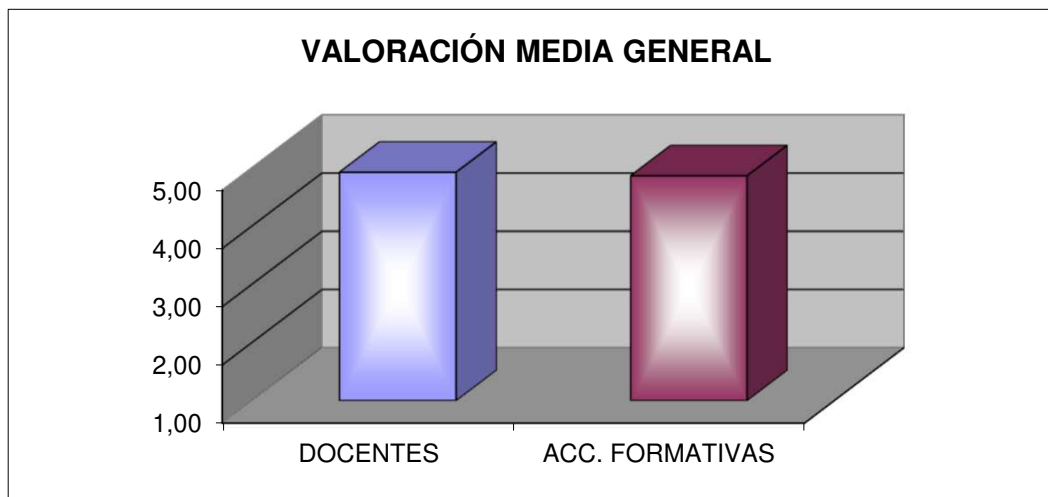 VALORACIÓN MEDIA GENERAL
5,00
4,00
3,00
2,00
1,00
DOCENTES
ACC. FORMATIVAS